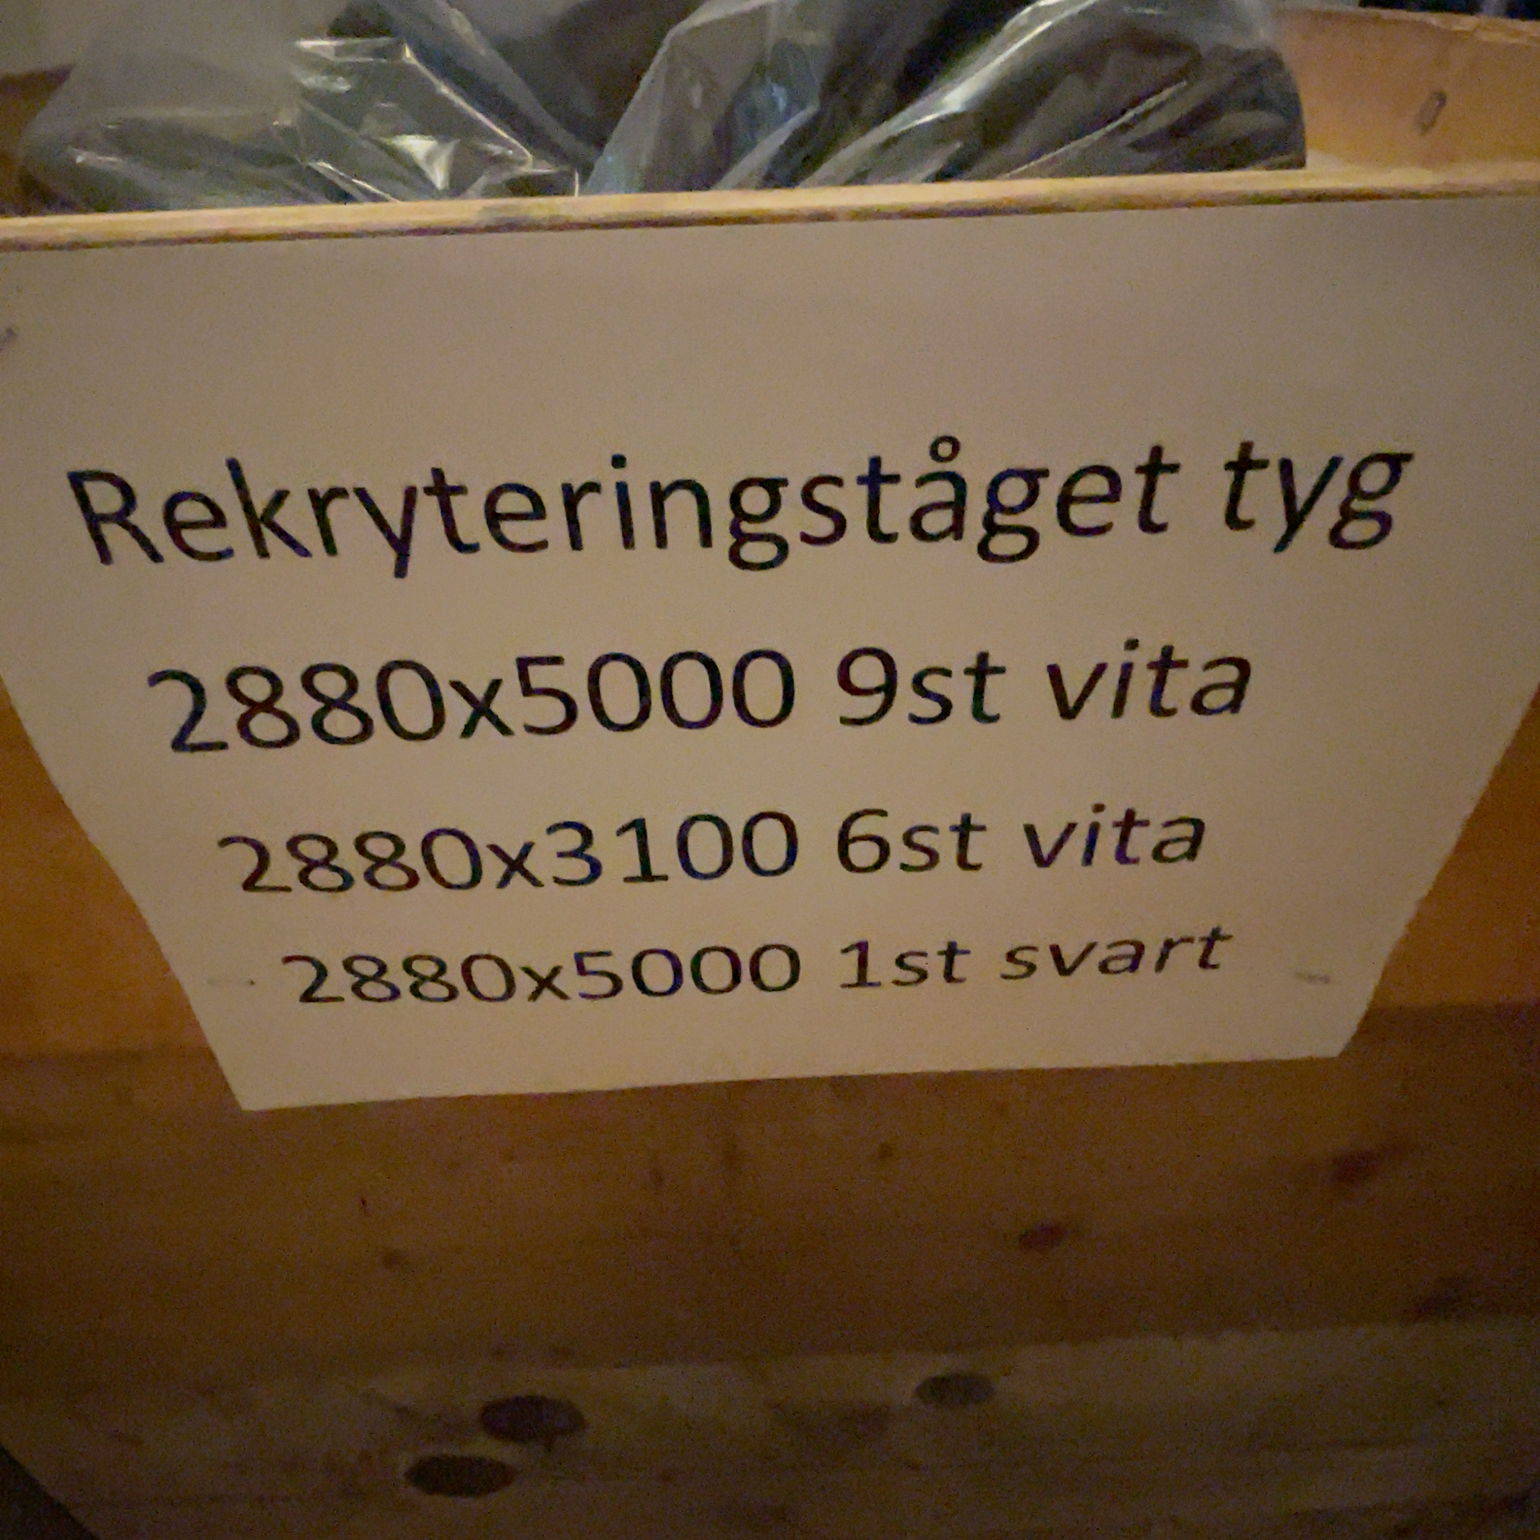 Rekryteringståget tyg
2880x5000 9st vita
2880x3100 6st vita
2880x5000 1st svart